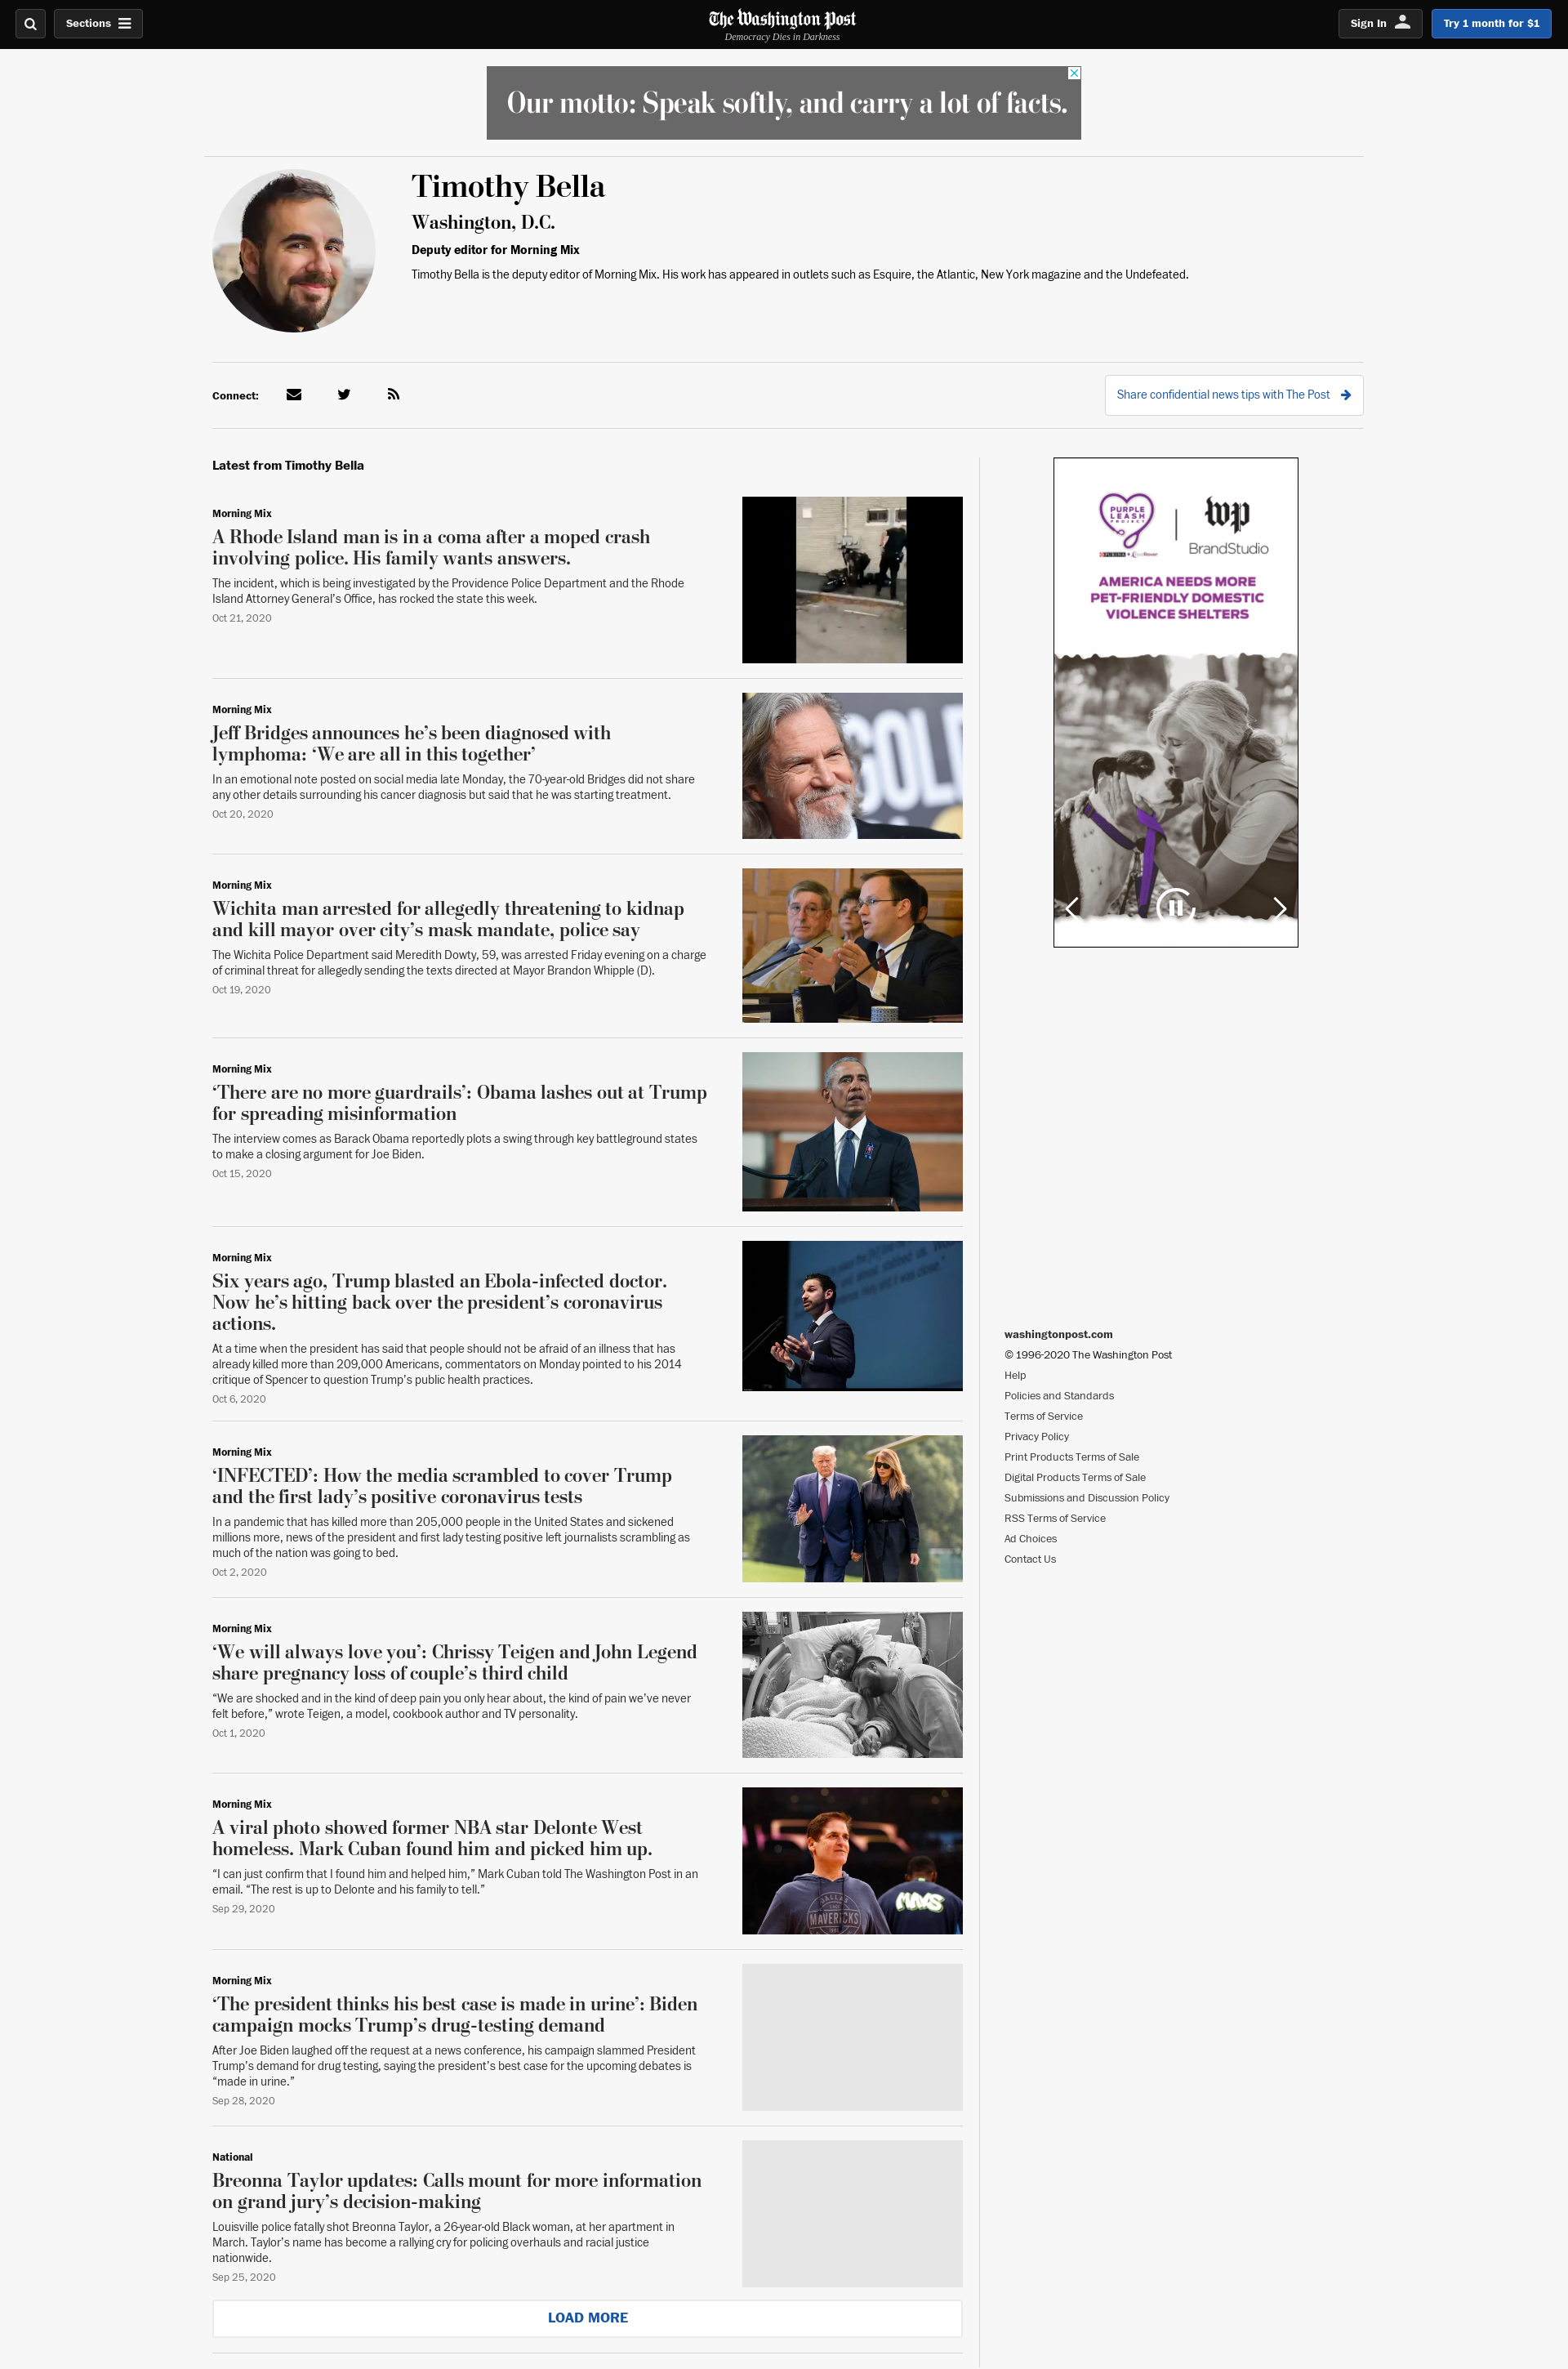 Sections
The Washington Post
Democracy Dies in Darkness
Sign In
Try 1 month for $1
Our motto: Speak softly, and carry a lot of facts.
Timothy Bella
Washington, D.C.
Deputy editor for Morning Mix
Timothy Bella is the deputy editor of Morning Mix. His work has appeared in outlets such as Esquire, the Atlantic, New York magazine and the Undefeated.
Connect:
Share confidential news tips with The Post
Latest from Timothy Bella
Morning Mix
A Rhode Island man is in a coma after a moped crash
involving police. His family wants answers.
The incident, which is being investigated by the Providence Police Department and the Rhode
Island Attorney General’s Office, has rocked the state this week.
Oct 21, 2020
Morning Mix
Jeff Bridges announces he’s been diagnosed with
lymphoma: ‘We are all in this together’
In an emotional note posted on social media late Monday, the 70-year-old Bridges did not share
any other details surrounding his cancer diagnosis but said that he was starting treatment.
Oct 20, 2020
GOLD
Morning Mix
Wichita man arrested for allegedly threatening to kidnap
and kill mayor over city’s mask mandate, police say
The Wichita Police Department said Meredith Dowty, 59, was arrested Friday evening on a charge
of criminal threat for allegedly sending the texts directed at Mayor Brandon Whipple (D).
Oct 19, 2020
Morning Mix
‘There are no more guardrails’: Obama lashes out at Trump
for spreading misinformation
The interview comes as Barack Obama reportedly plots a swing through key battleground states
to make a closing argument for Joe Biden.
Oct 15, 2020
Morning Mix
Six years ago, Trump blasted an Ebola-infected doctor.
Now he’s hitting back over the president’s coronavirus
actions.
At a time when the president has said that people should not be afraid of an illness that has
already killed more than 209,000 Americans, commentators on Monday pointed to his 2014
critique of Spencer to question Trump’s public health practices.
Oct 6, 2020
Morning Mix
‘INFECTED’: How the media scrambled to cover Trump
and the first lady’s positive coronavirus tests
In a pandemic that has killed more than 205,000 people in the United States and sickened
millions more, news of the president and first lady testing positive left journalists scrambling as
much of the nation was going to bed.
Oct 2, 2020
Morning Mix
‘We will always love you’: Chrissy Teigen and John Legend
share pregnancy loss of couple’s third child
“We are shocked and in the kind of deep pain you only hear about, the kind of pain we’ve never
felt before,” wrote Teigen, a model, cookbook author and TV personality.
Oct 1, 2020
Morning Mix
A viral photo showed former NBA star Delonte West
homeless. Mark Cuban found him and picked him up.
“I can just confirm that I found him and helped him,” Mark Cuban told The Washington Post in an
email. “The rest is up to Delonte and his family to tell.”
Sep 29, 2020
DALLAS
MAVERICKS
MAVS
Morning Mix
‘The president thinks his best case is made in urine’: Biden
campaign mocks Trump’s drug-testing demand
After Joe Biden laughed off the request at a news conference, his campaign slammed President
Trump’s demand for drug testing, saying the president’s best case for the upcoming debates is
“made in urine.”
Sep 28, 2020
National
Breonna Taylor updates: Calls mount for more information
on grand jury’s decision-making
Louisville police fatally shot Breonna Taylor, a 26-year-old Black woman, at her apartment in
March. Taylor’s name has become a rallying cry for policing overhauls and racial justice
nationwide.
Sep 25, 2020
LOAD MORE
PURPLE
LEASH
PROJECT
PURINA
wp
BrandStudio
AMERICA NEEDS MORE
PET-FRIENDLY DOMESTIC
VIOLENCE SHELTERS
washingtonpost.com
© 1996-2020 The Washington Post
Help
Policies and Standards
Terms of Service
Privacy Policy
Print Products Terms of Sale
Digital Products Terms of Sale
Submissions and Discussion Policy
RSS Terms of Service
Ad Choices
Contact Us